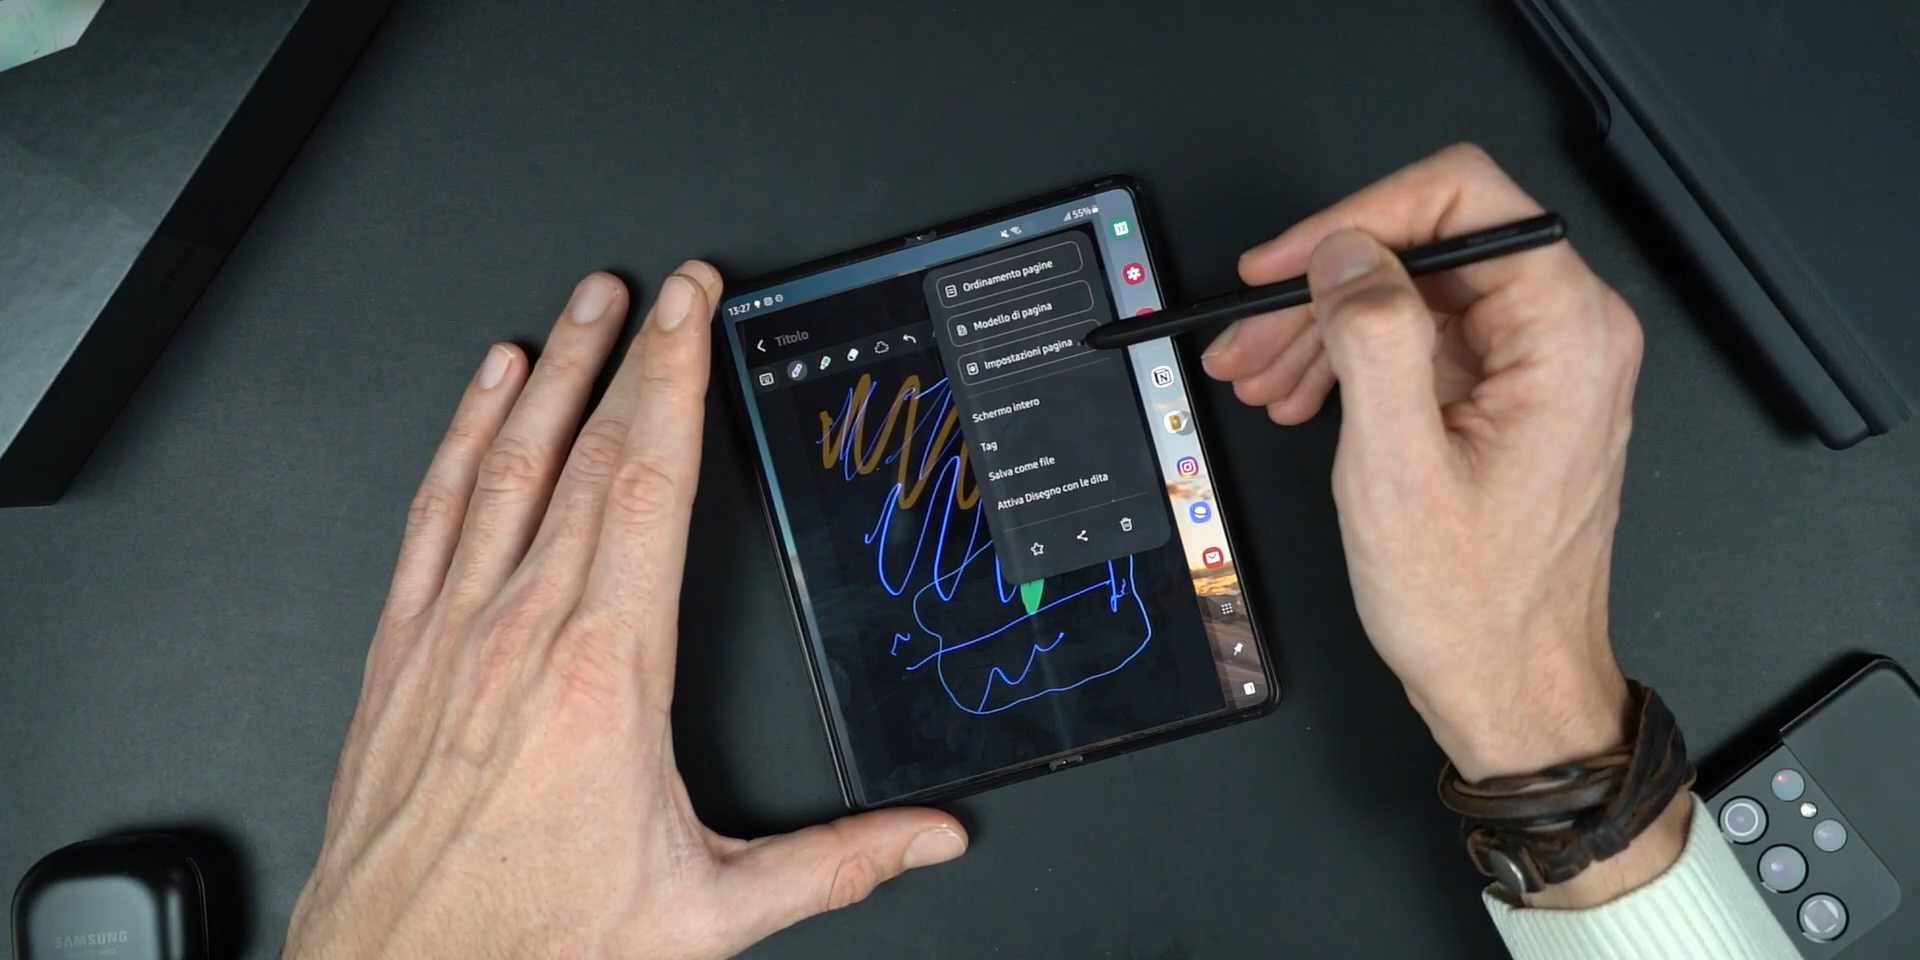 13:27
55%
Titolo
Ordinamento pagine
Modello di pagina
Impostazioni pagina
Schermo intero
Tag
Salva come file
Attiva Disegno con le dita
SAMSUNG